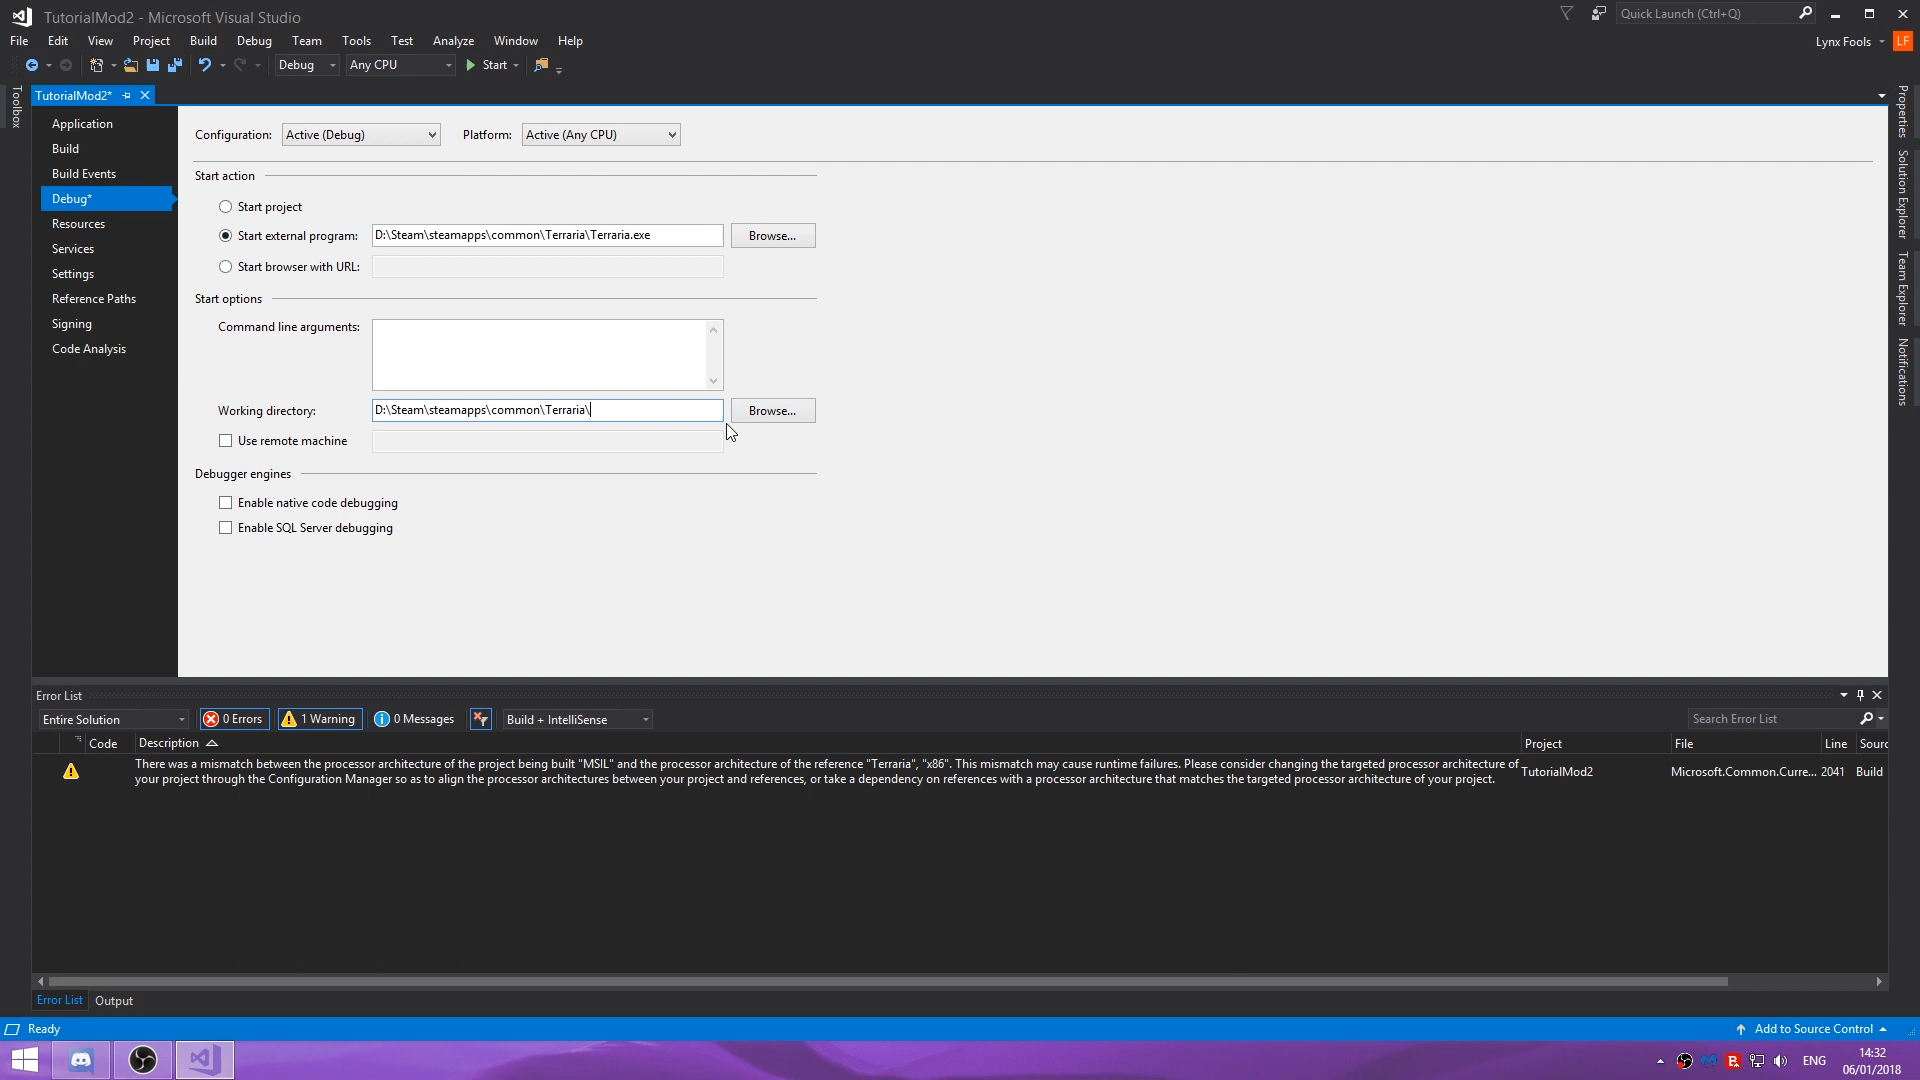 TutorialMod2 - Microsoft Visual Studio
Quick Launch (Ctrl+Q)
File Edit View Project Build Debug Team Tools Test Analyze Window Help
Lynx Fools LF
Debug Any CPU Start
TutorialMod2*
Toolbox
Application
Build
Build Events
Debug*
Resources
Services
Settings
Reference Paths
Signing
Code Analysis
Configuration: Active (Debug) Platform: Active (Any CPU)
Start action
Start project
Start external program: D:\Steam\steamapps\common\Terraria\Terraria.exe Browse...
Start browser with URL:
Start options
Command line arguments:
Working directory: D:\Steam\steamapps\common\Terraria\ Browse...
Use remote machine
Debugger engines
Enable native code debugging
Enable SQL Server debugging
Properties
Solution Explorer
Team Explorer
Notifications
Error List
Entire Solution 0 Errors 1 Warning 0 Messages Build + IntelliSense Search Error List
Code Description Project File Line Sourc
There was a mismatch between the processor architecture of the project being built "MSIL" and the processor architecture of the reference "Terraria", "x86". This mismatch may cause runtime failures. Please consider changing the targeted processor architecture of
your project through the Configuration Manager so as to align the processor architectures between your project and references, or take a dependency on references with a processor architecture that matches the targeted processor architecture of your project.
TutorialMod2 Microsoft.Common.Curre... 2041 Build
Error List Output
Ready Add to Source Control
ENG 14:32
06/01/2018